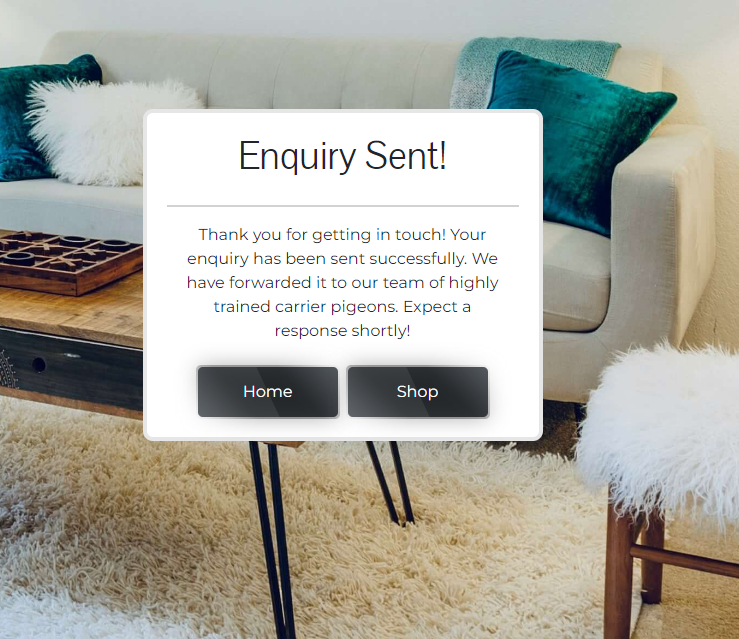 Enquiry Sent!
Thank you for getting in touch! Your
enquiry has been sent successfully. We
have forwarded it to our team of highly
trained carrier pigeons. Expect a
response shortly!
Home
Shop